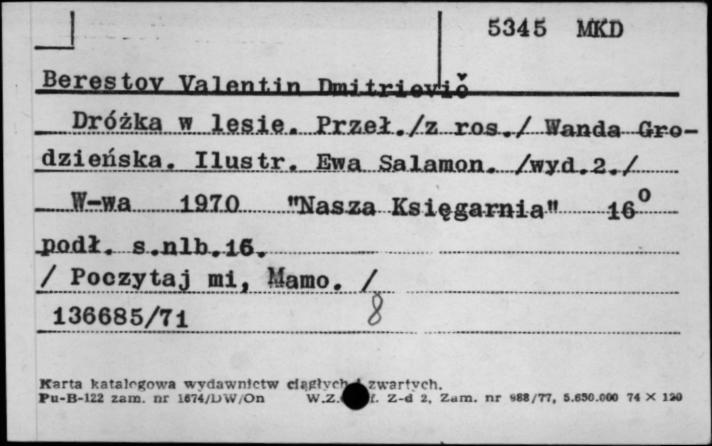 5345 MKD
Berestov Valentin Dmitrievič
Dróżka w lesie. Przeł./z ros./ Wanda Gro-
dzieńska. Ilustr. Ewa Salamon. /wyd.2./
W-wa 1970 "Nasza Księgarnia" 16⁰
podł. s.nlb.16.
/ Poczytaj mi, Mamo. /
136685/71 8
Karta katalogowa wydawnictw ciągłych i zwartych.
Pu-B-122 zam. nr 1674/DW/On W.Z. f. Z-d 2, Zam. nr 988/77, 5.650.000 74 × 120